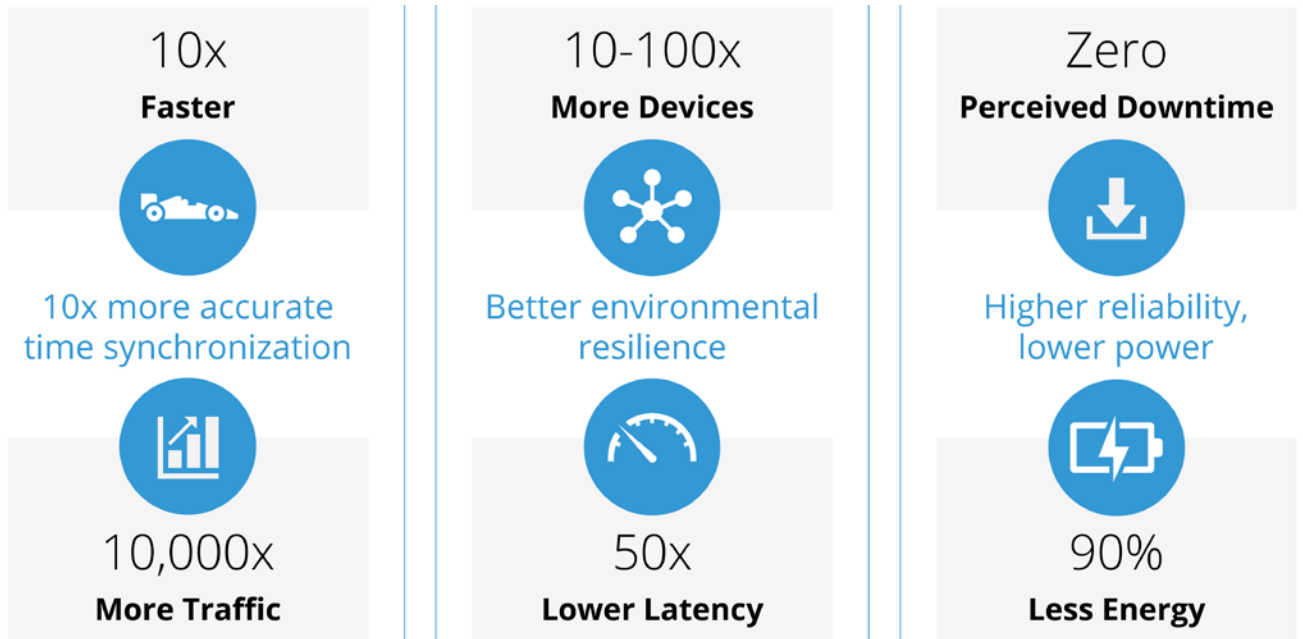 10x
Faster
10x more accurate
time synchronization
10,000x
More Traffic
10-100x
More Devices
Better environmental
resilience
50x
Lower Latency
Zero
Perceived Downtime
Higher reliability,
lower power
90%
Less Energy